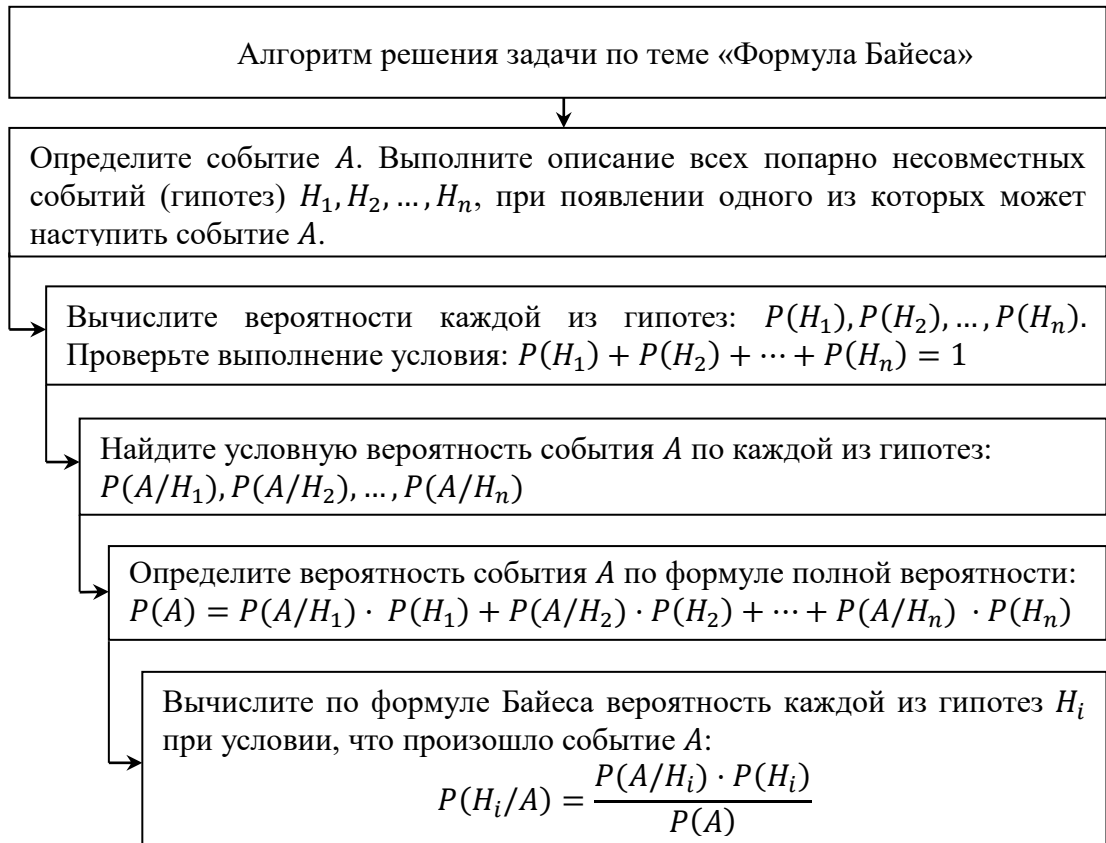 Алгоритм решения задачи по теме «Формула Байеса»
Определите событие A. Выполните описание всех попарно несовместных
событий (гипотез) H₁, H₂, …, Hₙ, при появлении одного из которых может
наступить событие A.
Вычислите вероятности каждой из гипотез: P(H₁), P(H₂), …, P(Hₙ).
Проверьте выполнение условия: P(H₁) + P(H₂) + ⋯ + P(Hₙ) = 1
Найдите условную вероятность события A по каждой из гипотез:
P(A/H₁), P(A/H₂), …, P(A/Hₙ)
Определите вероятность события A по формуле полной вероятности:
P(A) = P(A/H₁) · P(H₁) + P(A/H₂) · P(H₂) + ⋯ + P(A/Hₙ) · P(Hₙ)
Вычислите по формуле Байеса вероятность каждой из гипотез Hᵢ
при условии, что произошло событие A:
P(Hᵢ/A) = P(A/Hᵢ) · P(Hᵢ) / P(A)